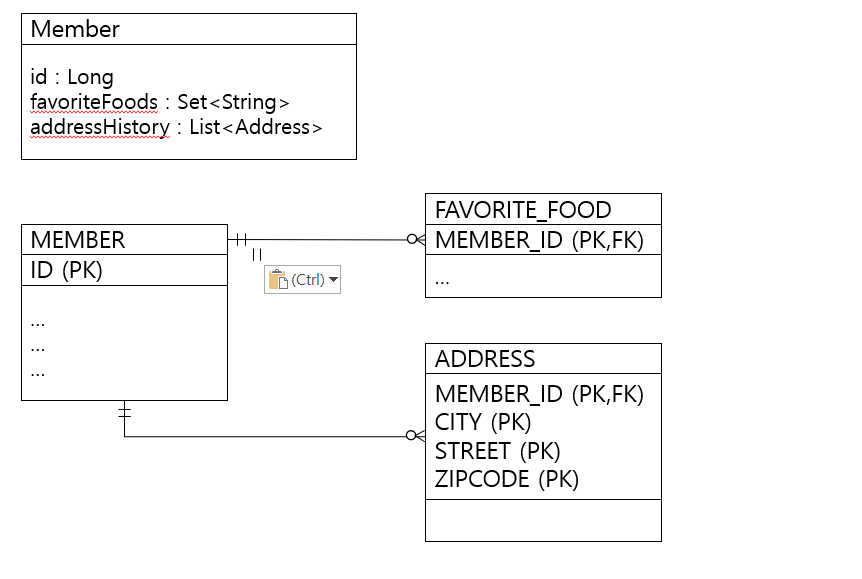 Member
id : Long
favoriteFoods : Set<String>
addressHistory : List<Address>
MEMBER
ID (PK)
...
...
...
(Ctrl)
FAVORITE_FOOD
MEMBER_ID (PK,FK)
...
ADDRESS
MEMBER_ID (PK,FK)
CITY (PK)
STREET (PK)
ZIPCODE (PK)